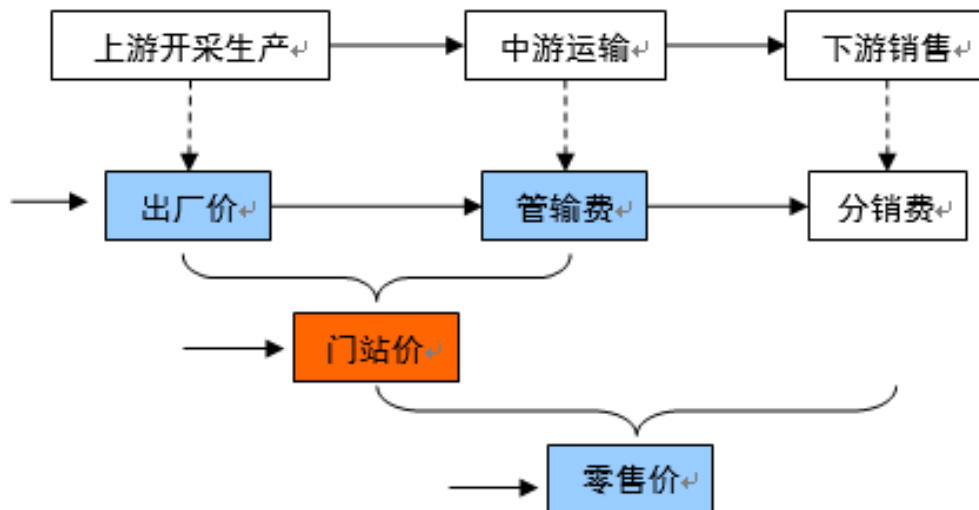 上游开采生产
中游运输
下游销售
出厂价
管输费
分销费
门站价
零售价